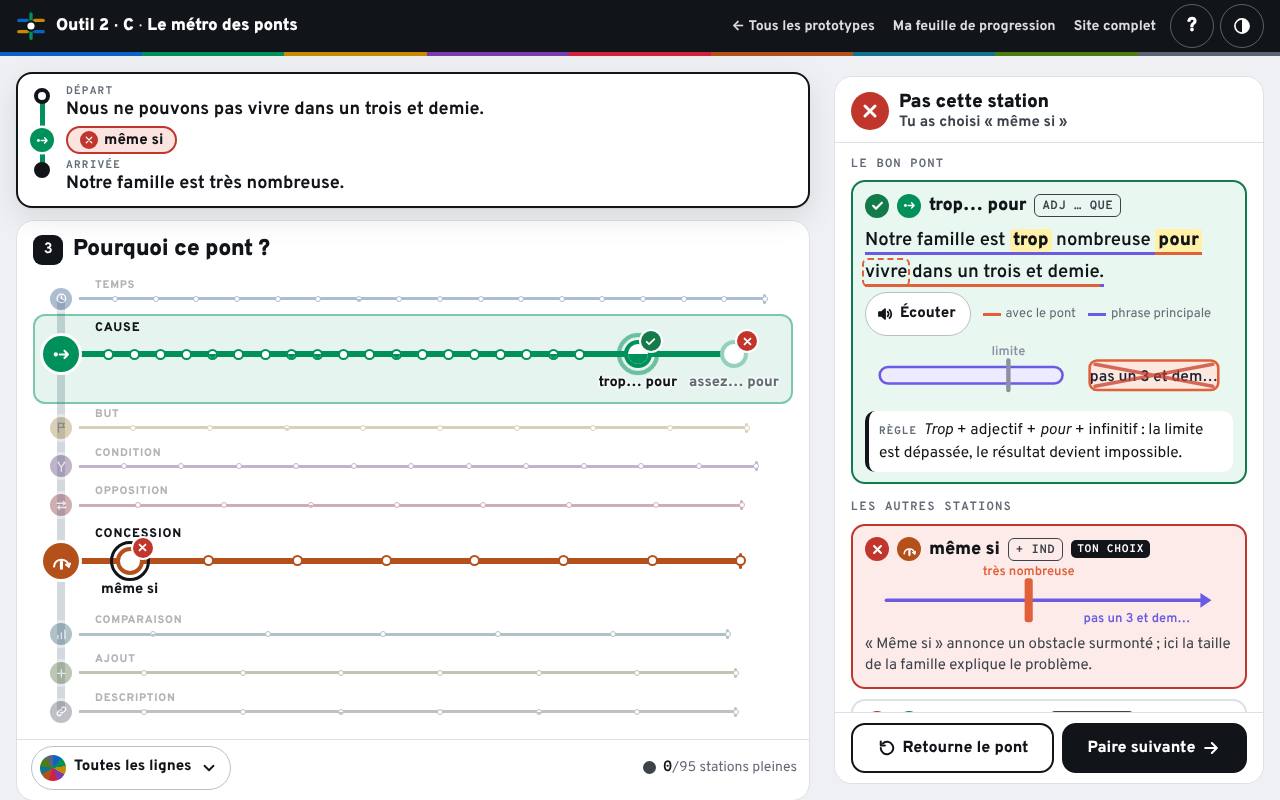 Outil 2 · C · Le métro des ponts
← Tous les prototypes
Ma feuille de progression
Site complet
?
DÉPART
Nous ne pouvons pas vivre dans un trois et demie.
même si
ARRIVÉE
Notre famille est très nombreuse.
3 Pourquoi ce pont ?
TEMPS
CAUSE
trop… pour
assez… pour
BUT
CONDITION
OPPOSITION
CONCESSION
même si
COMPARAISON
AJOUT
DESCRIPTION
Toutes les lignes
0/95 stations pleines
Pas cette station
Tu as choisi « même si »
LE BON PONT
trop… pour ADJ … QUE
Notre famille est trop nombreuse pour
vivre dans un trois et demie.
Écouter
avec le pont
phrase principale
limite
pas un 3 et dem…
RÈGLE Trop + adjectif + pour + infinitif : la limite
est dépassée, le résultat devient impossible.
LES AUTRES STATIONS
même si + IND TON CHOIX
très nombreuse
pas un 3 et dem…
« Même si » annonce un obstacle surmonté ; ici la taille
de la famille explique le problème.
Retourne le pont
Paire suivante →